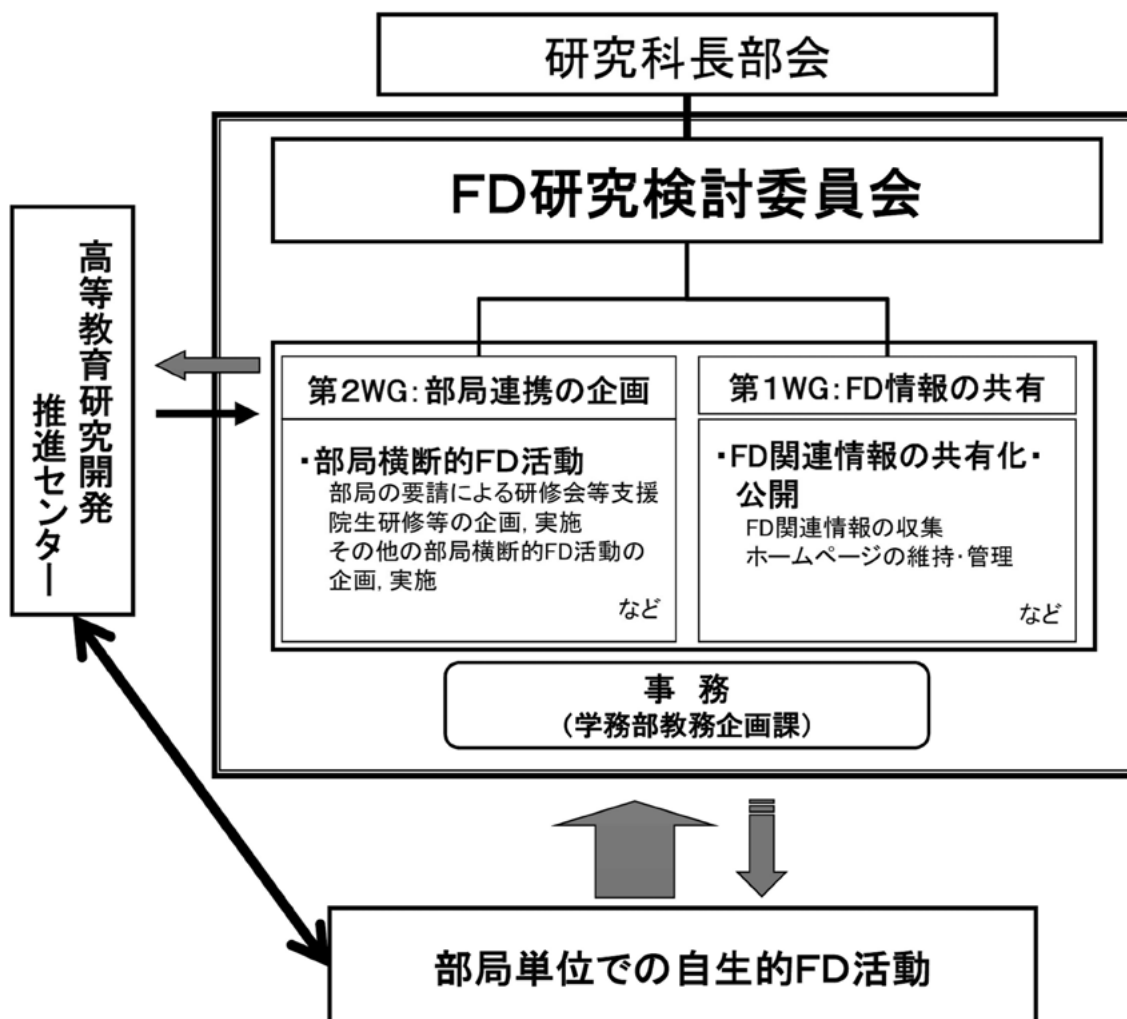 研究科長部会
FD研究検討委員会
高等教育研究開発
推進センター
第2WG:部局連携の企画
・部局横断的FD活動
部局の要請による研修会等支援
院生研修等の企画, 実施
その他の部局横断的FD活動の
企画, 実施
など
第1WG:FD情報の共有
・FD関連情報の共有化・
公開
FD関連情報の収集
ホームページの維持・管理
など
事 務
(学務部教務企画課)
部局単位での自生的FD活動